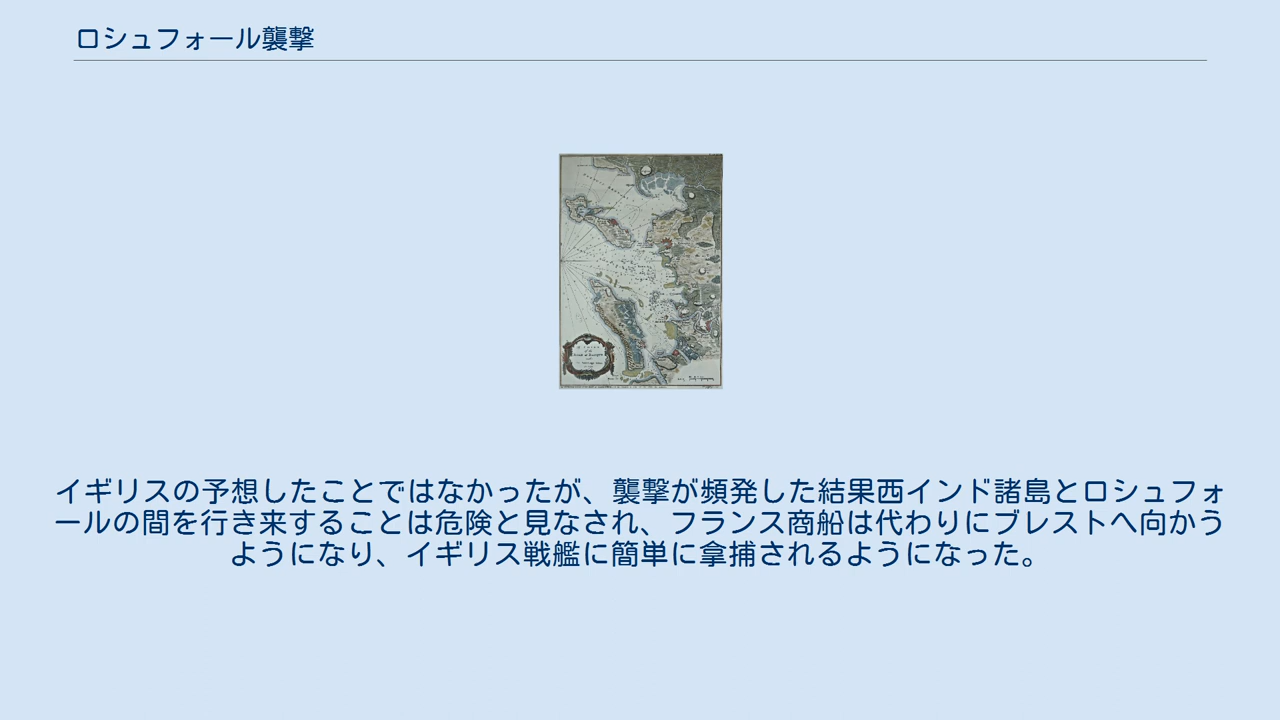 ロシュフォール襲撃
イギリスの予想したことではなかったが、襲撃が頻発した結果西インド諸島とロシュフォ
ールの間を行き来することは危険と見なされ、フランス商船は代わりにブレストへ向かう
ようになり、イギリス戦艦に簡単に拿捕されるようになった。